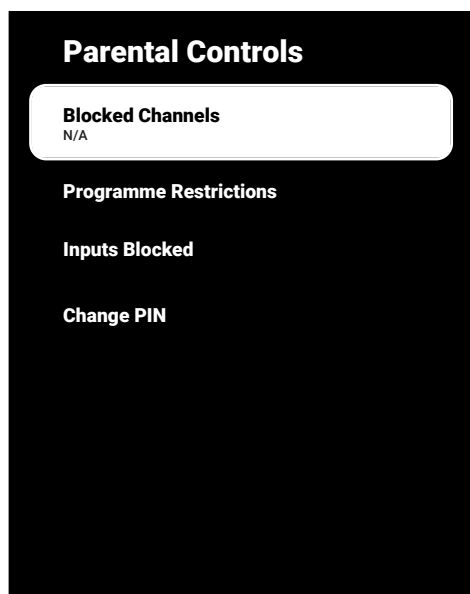 Parental Controls
Blocked Channels
N/A
Programme Restrictions
Inputs Blocked
Change PIN